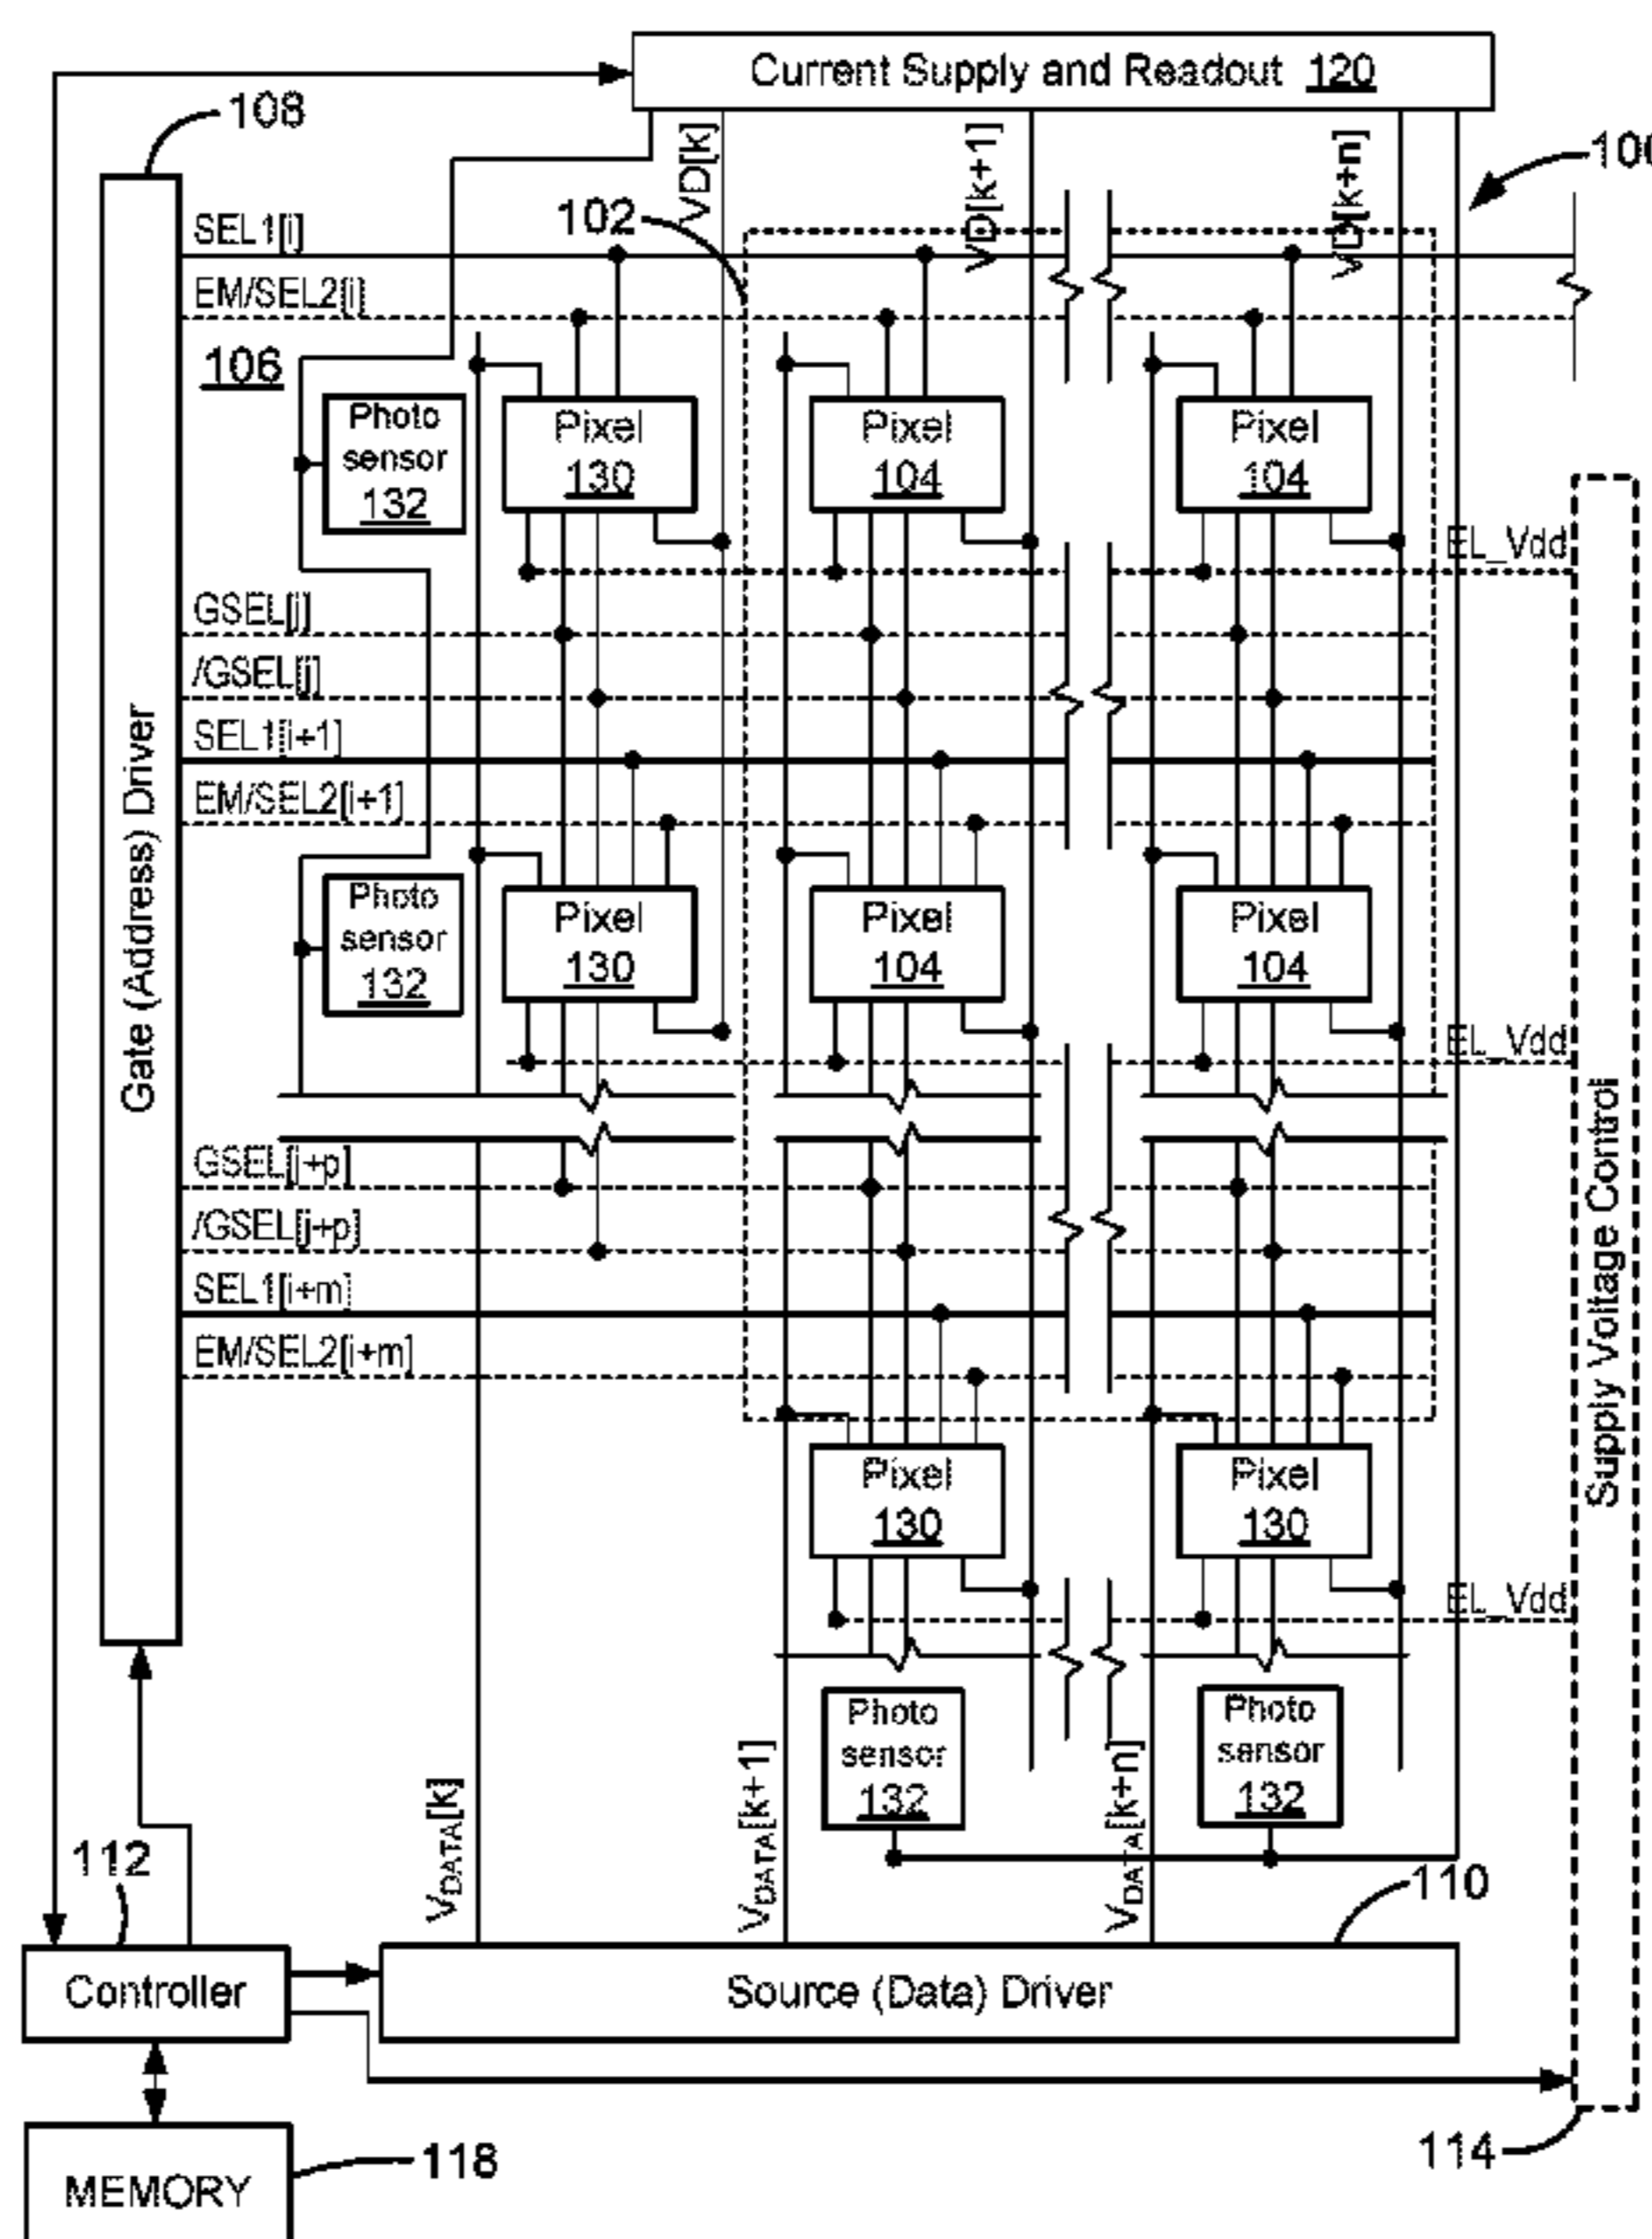 Current Supply and Readout 120
108
VD[k]
VD[k+1]
VD[k+n]
102
SEL1[i]
EM/SEL2[i]
106
Photo
sensor
132
Pixel
130
Pixel
104
Pixel
104
EL_Vdd
GSEL[j]
/GSEL[j]
SEL1[i+1]
EM/SEL2[i+1]
Gate (Address) Driver
Photo
sensor
132
Pixel
130
Pixel
104
Pixel
104
EL_Vdd
Supply Voltage Control
GSEL[j+p]
/GSEL[j+p]
SEL1[i+m]
EM/SEL2[i+m]
Pixel
130
Pixel
130
EL_Vdd
Photo
sensor
132
Photo
sensor
132
VDATA[k]
VDATA[k+1]
VDATA[k+n]
112
110
Controller
Source (Data) Driver
114
118
MEMORY